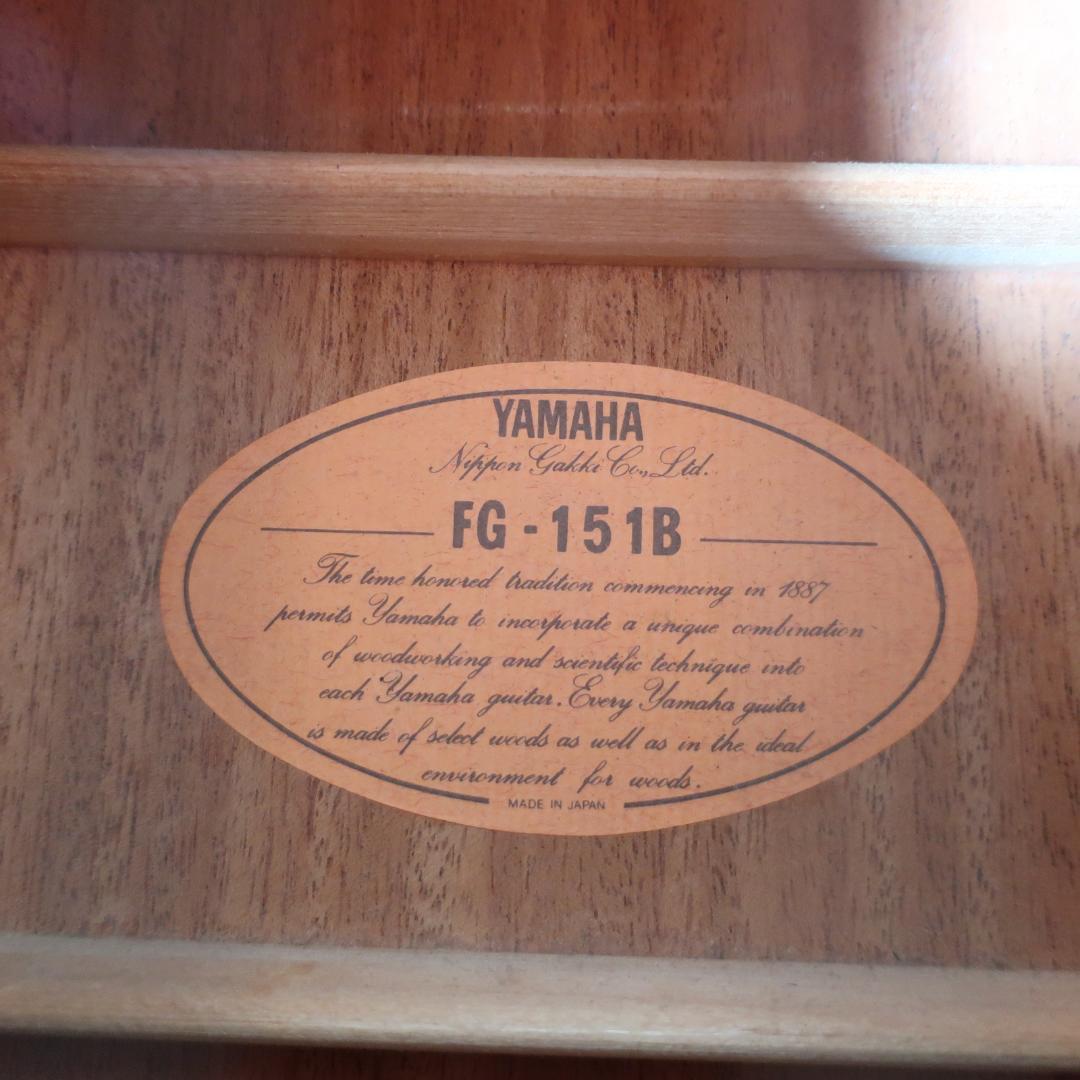 YAMAHA
Nippon Gakki Co., Ltd.
FG-151B
The time honored tradition commencing in 1887
permits Yamaha to incorporate a unique combination
of woodworking and scientific technique into
each Yamaha guitar. Every Yamaha guitar
is made of select woods as well as in the ideal
environment for woods.
MADE IN JAPAN